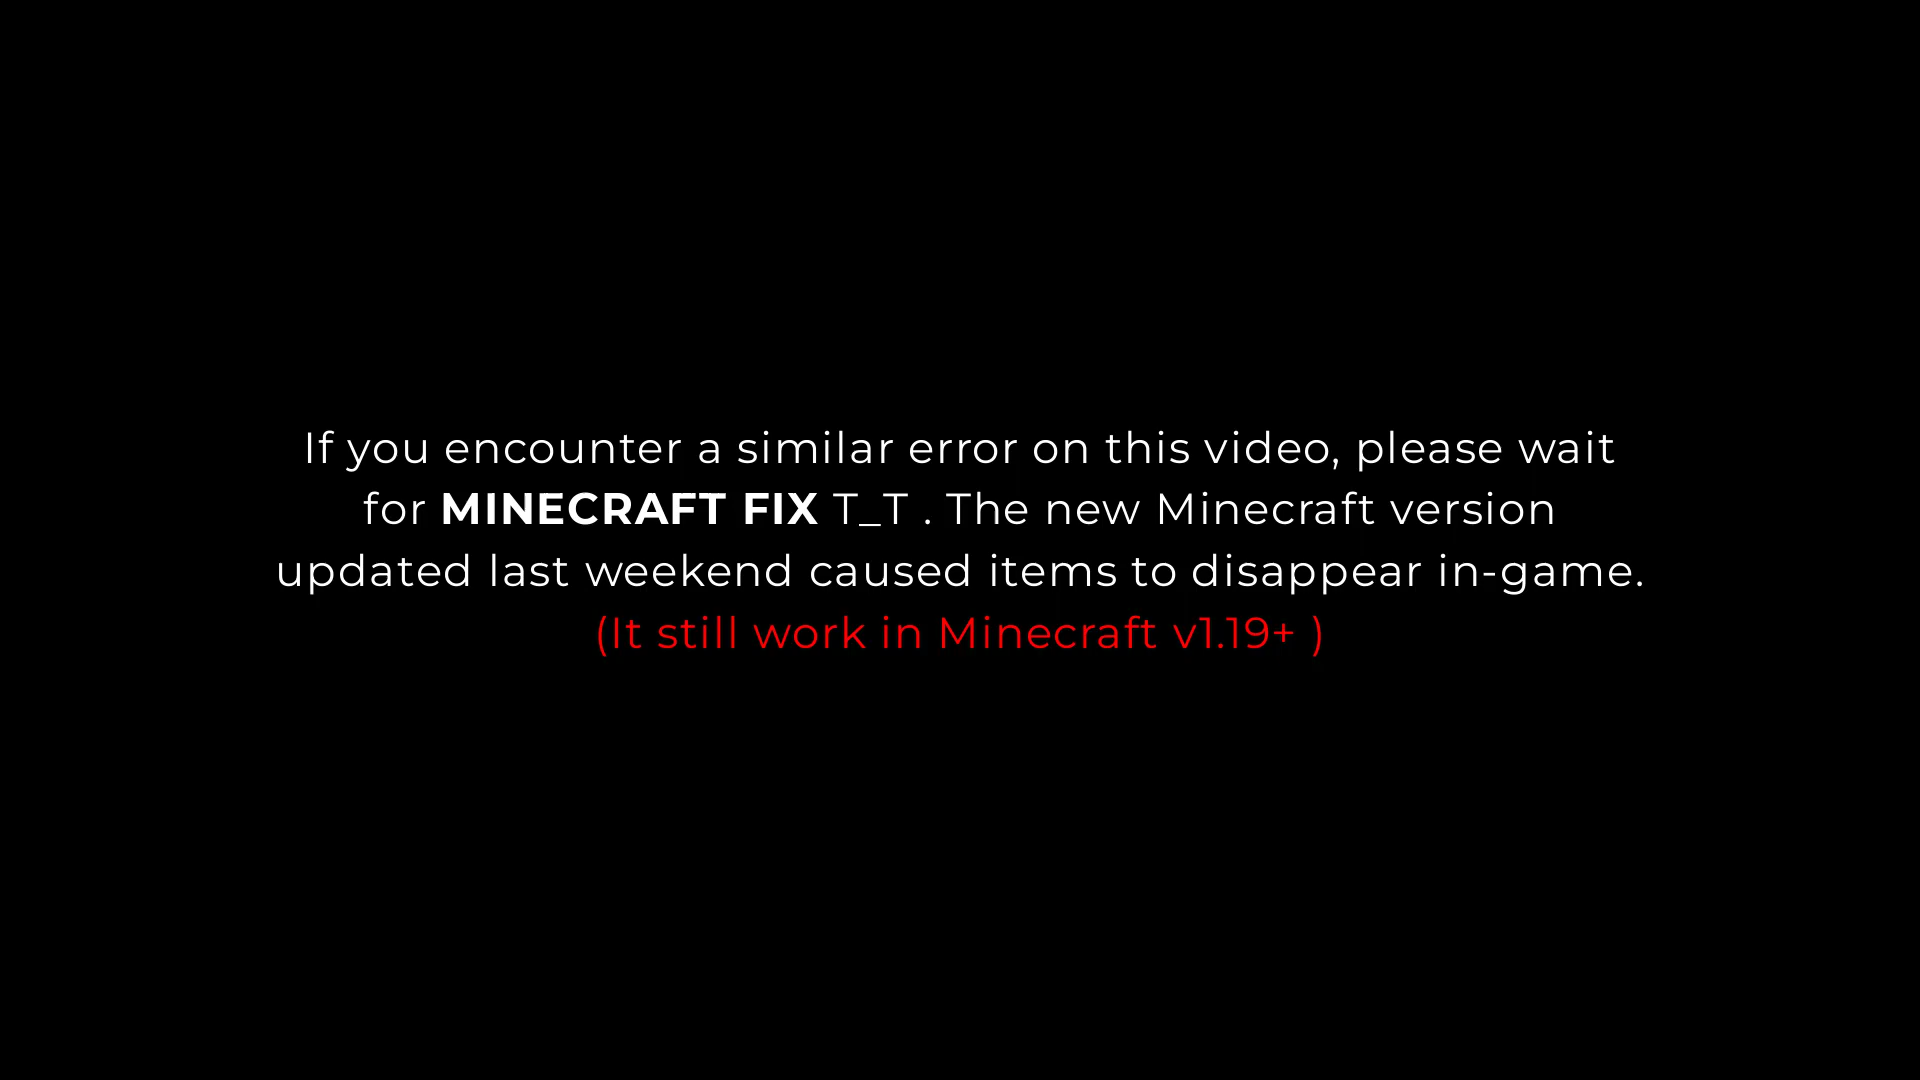 If you encounter a similar error on this video, please wait
for MINECRAFT FIX T_T . The new Minecraft version
updated last weekend caused items to disappear in-game.
(It still work in Minecraft v1.19+ )